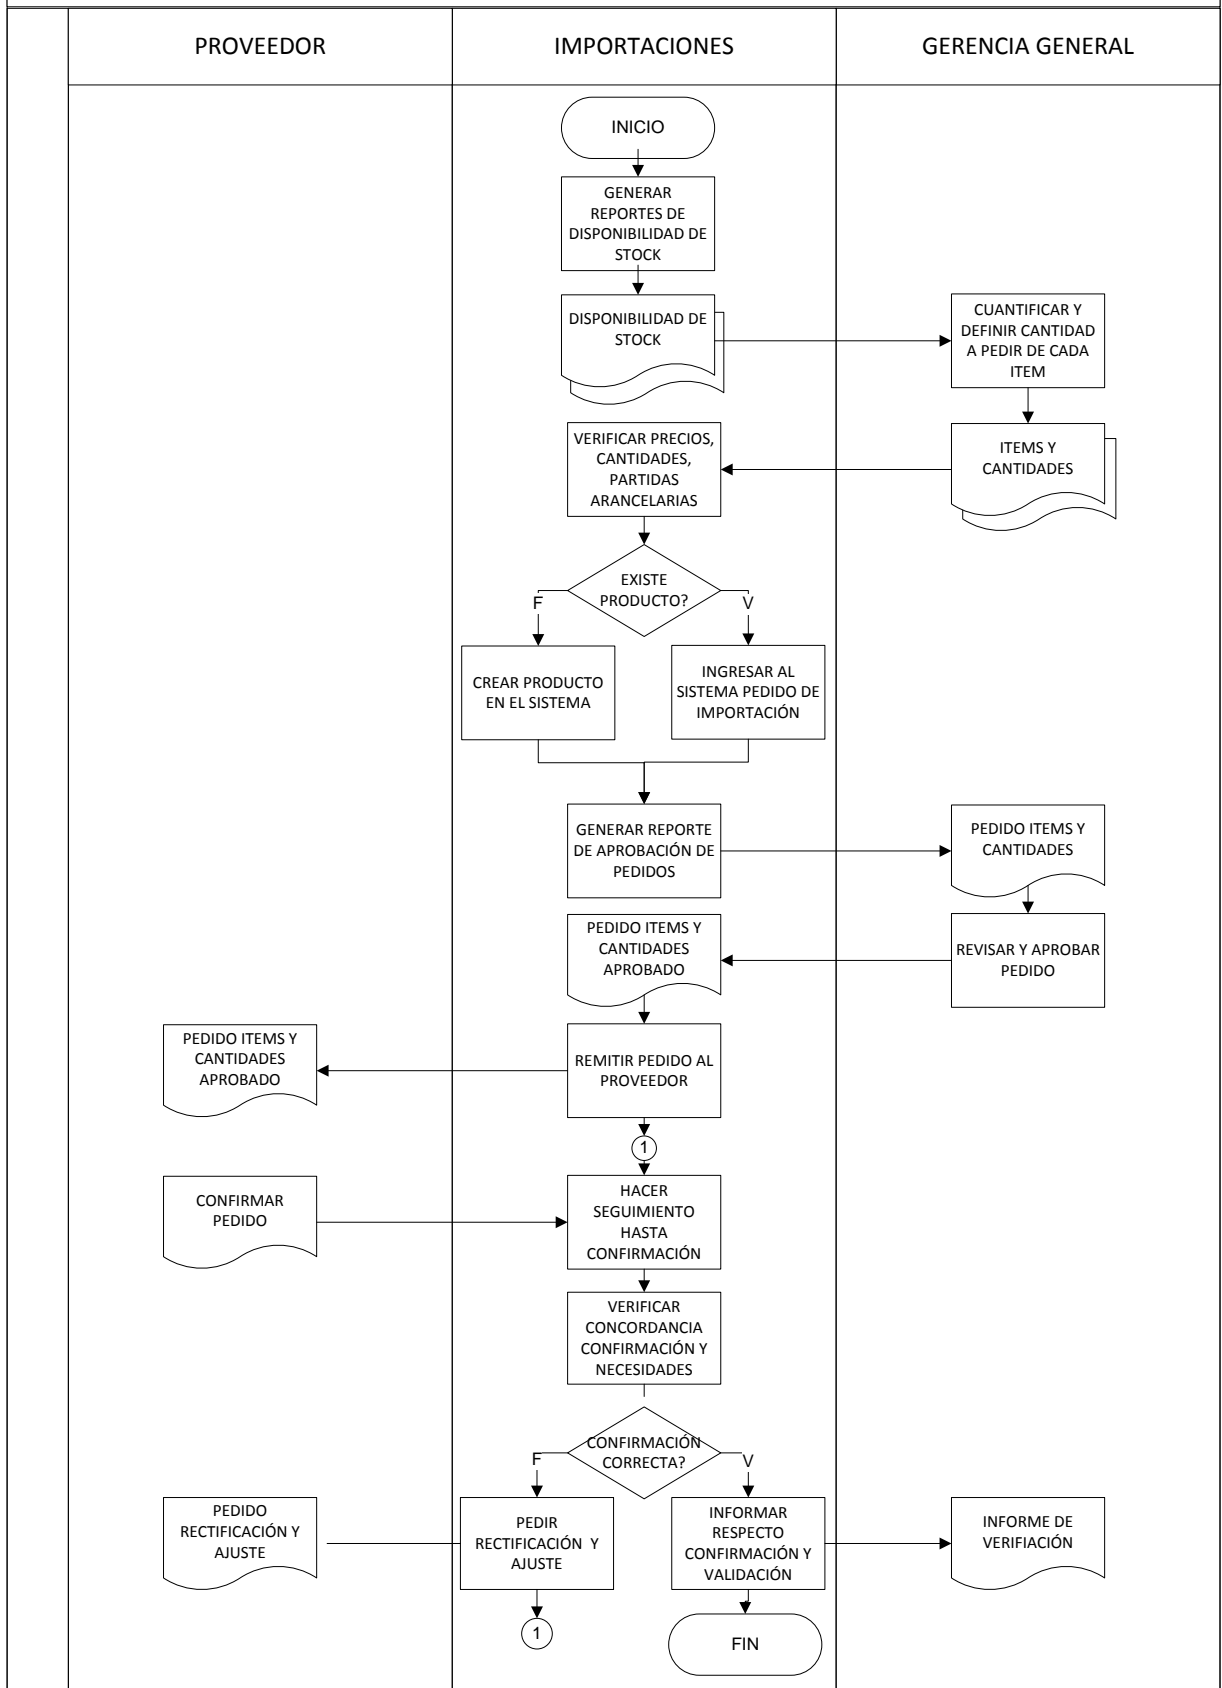 PROVEEDOR
IMPORTACIONES
GERENCIA GENERAL
INICIO
GENERAR
REPORTES DE
DISPONIBILIDAD DE
STOCK
DISPONIBILIDAD DE
STOCK
CUANTIFICAR Y
DEFINIR CANTIDAD
A PEDIR DE CADA
ITEM
VERIFICAR PRECIOS,
CANTIDADES,
PARTIDAS
ARANCELARIAS
ITEMS Y
CANTIDADES
EXISTE
PRODUCTO?
F
V
CREAR PRODUCTO
EN EL SISTEMA
INGRESAR AL
SISTEMA PEDIDO DE
IMPORTACIÓN
GENERAR REPORTE
DE APROBACIÓN DE
PEDIDOS
PEDIDO ITEMS Y
CANTIDADES
PEDIDO ITEMS Y
CANTIDADES
APROBADO
REVISAR Y APROBAR
PEDIDO
PEDIDO ITEMS Y
CANTIDADES
APROBADO
REMITIR PEDIDO AL
PROVEEDOR
1
CONFIRMAR
PEDIDO
HACER
SEGUIMIENTO
HASTA
CONFIRMACIÓN
VERIFICAR
CONCORDANCIA
CONFIRMACIÓN Y
NECESIDADES
CONFIRMACIÓN
CORRECTA?
F
V
PEDIDO
RECTIFICACIÓN Y
AJUSTE
PEDIR
RECTIFICACIÓN Y
AJUSTE
INFORMAR
RESPECTO
CONFIRMACIÓN Y
VALIDACIÓN
INFORME DE
VERIFIACIÓN
1
FIN